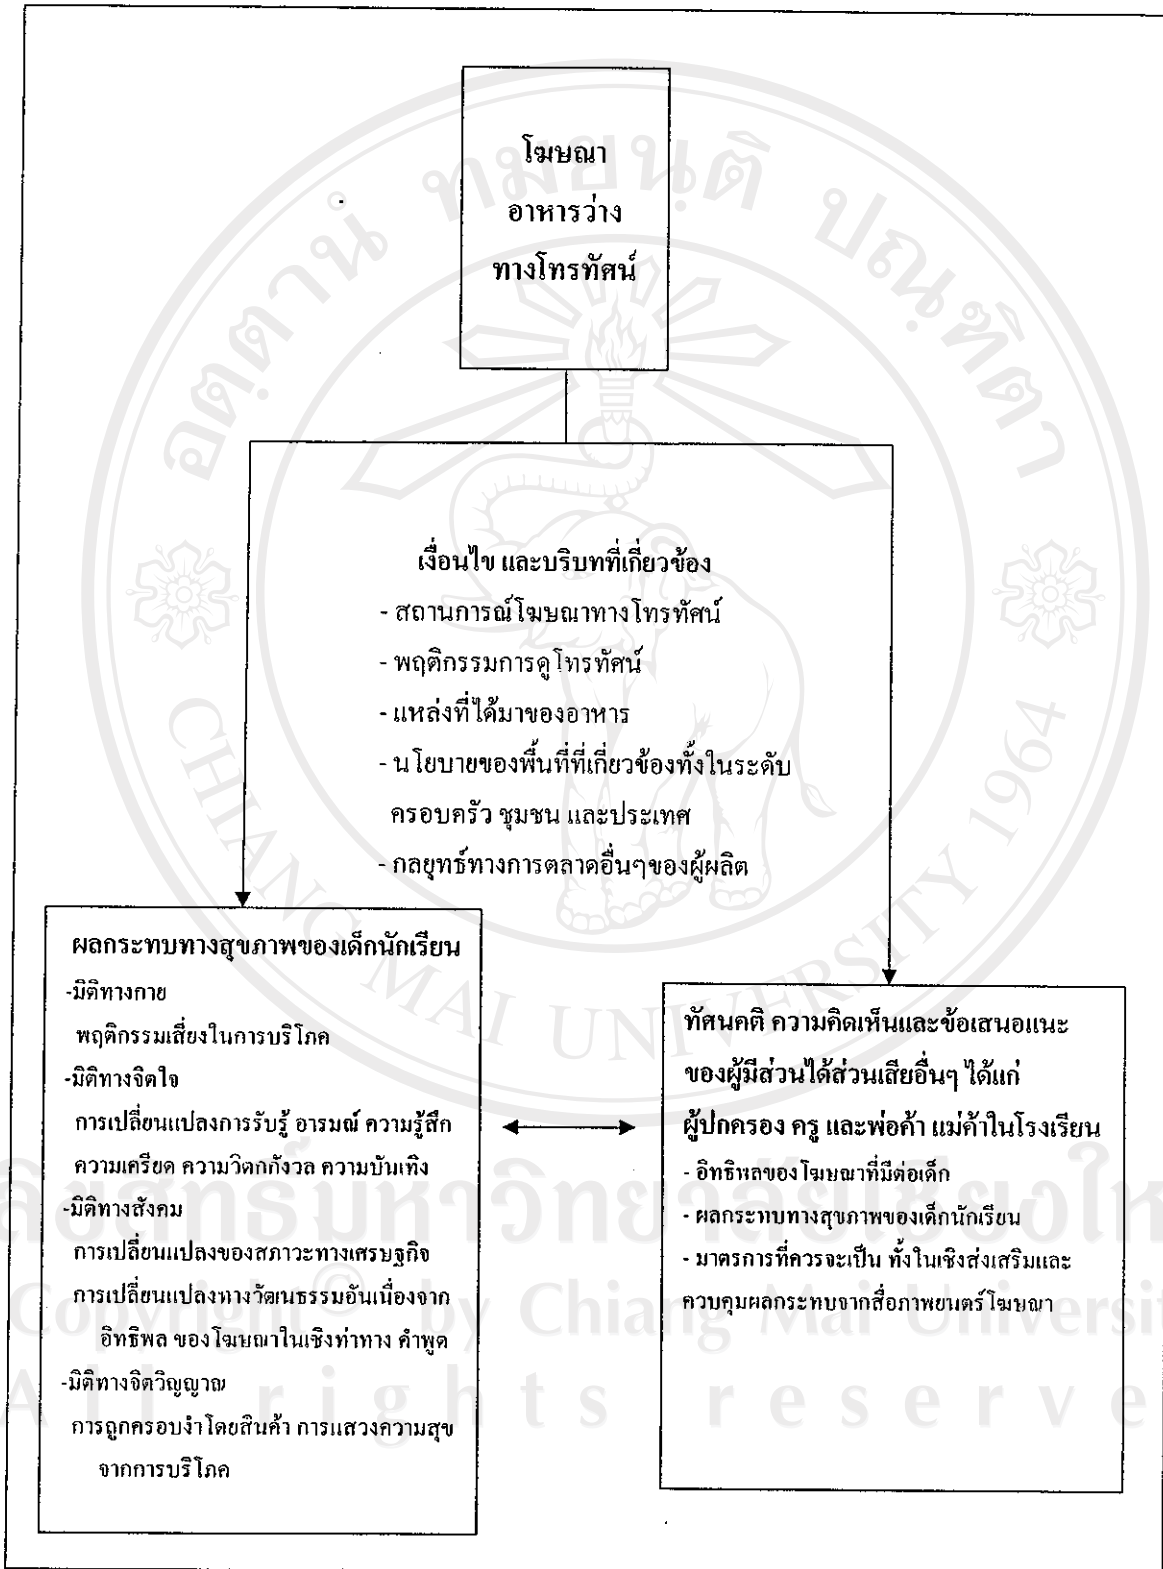 โฆษณา
อาหารว่าง
ทางโทรทัศน์
เงื่อนไข และบริบทที่เกี่ยวข้อง
- สถานการณ์โฆษณาทางโทรทัศน์
- พฤติกรรมการดูโทรทัศน์
- แหล่งที่ได้มาของอาหาร
- นโยบายของพื้นที่ที่เกี่ยวข้องทั้งในระดับ
ครอบครัว ชุมชน และประเทศ
- กลยุทธ์ทางการตลาดอื่นๆของผู้ผลิต
ผลกระทบทางสุขภาพของเด็กนักเรียน
-มิติทางกาย
พฤติกรรมเสี่ยงในการบริโภค
-มิติทางจิตใจ
การเปลี่ยนแปลงการรับรู้ อารมณ์ ความรู้สึก
ความเครียด ความวิตกกังวล ความบันเทิง
-มิติทางสังคม
การเปลี่ยนแปลงของสภาวะทางเศรษฐกิจ
การเปลี่ยนแปลงทางวัฒนธรรมอันเนื่องจาก
อิทธิพล ของโฆษณาในเชิงท่าทาง คำพูด
-มิติทางจิตวิญญาณ
การถูกครอบงำโดยสินค้า การแสวงความสุข
จากการบริโภค
ทัศนคติ ความคิดเห็นและข้อเสนอแนะ
ของผู้มีส่วนได้ส่วนเสียอื่นๆ ได้แก่
ผู้ปกครอง ครู และพ่อค้า แม่ค้าในโรงเรียน
- อิทธิพลของโฆษณาที่มีต่อเด็ก
- ผลกระทบทางสุขภาพของเด็กนักเรียน
- มาตรการที่ควรจะเป็น ทั้งในเชิงส่งเสริมและ
ควบคุมผลกระทบจากสื่อภาพยนตร์โฆษณา
อตฺตานํ ทมยนฺติ ปณฺฑิตา
CHIANG MAI UNIVERSITY 1964
ลิขสิทธิ์มหาวิทยาลัยเชียงให
Copyright © by Chiang Mai Universit
All rights reserve